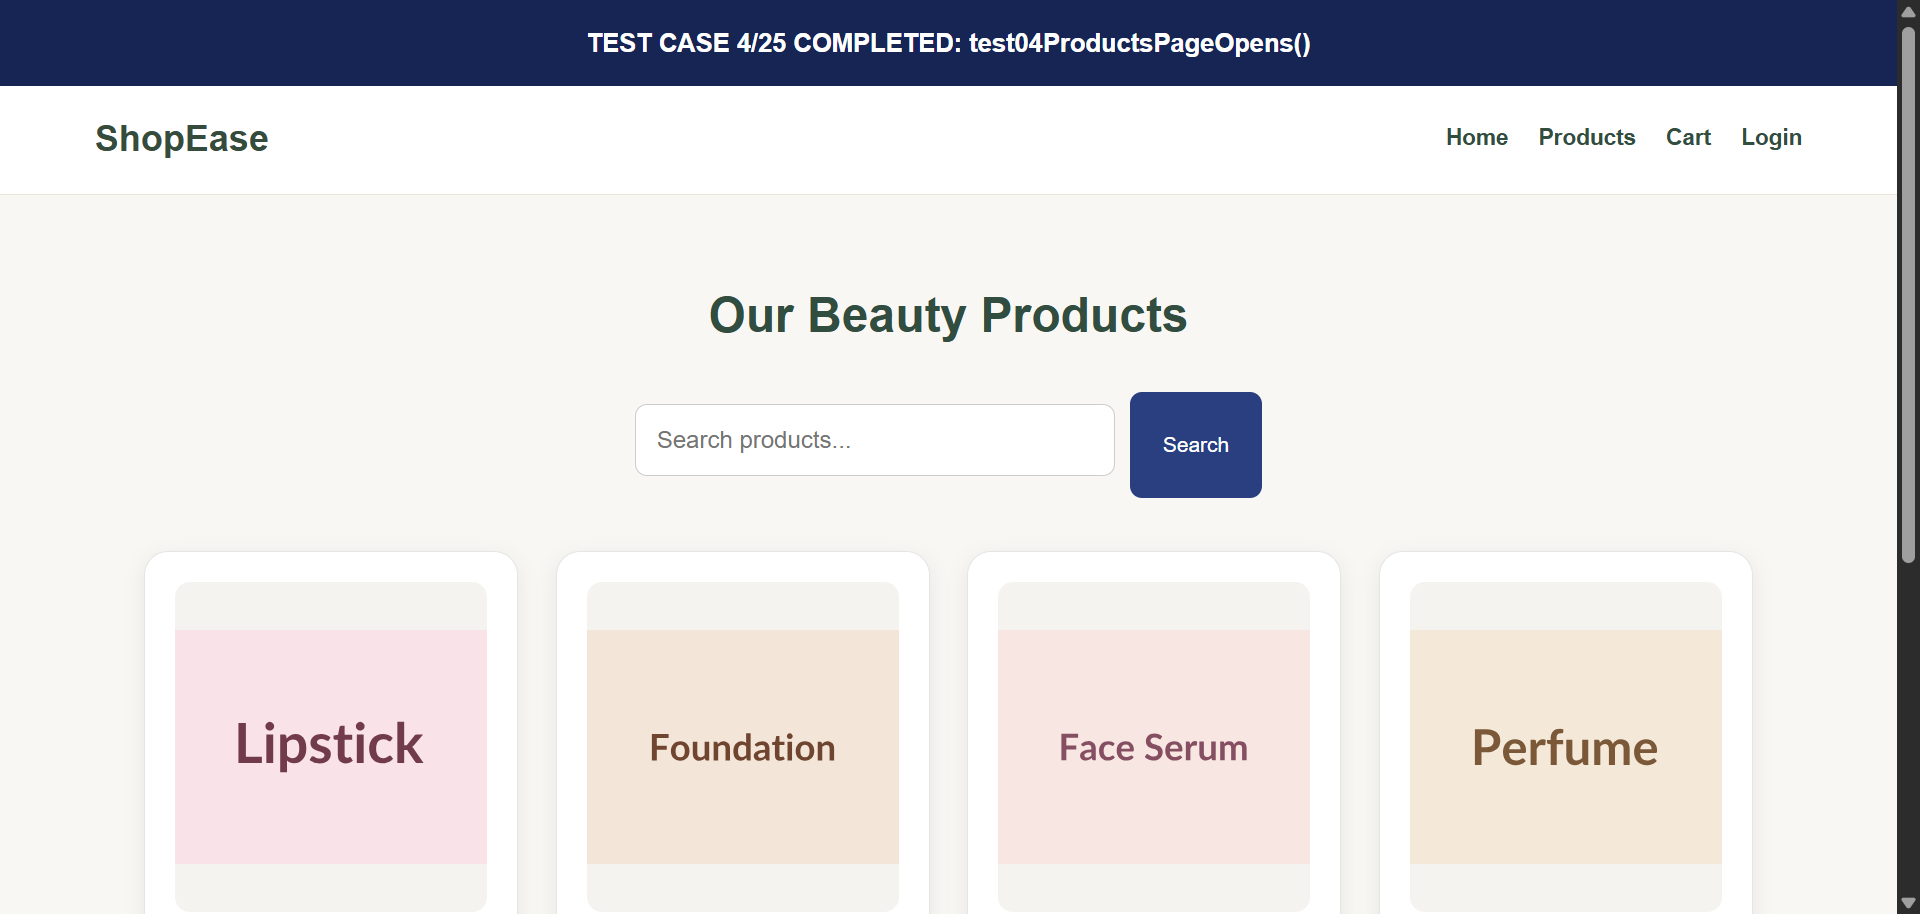 TEST CASE 4/25 COMPLETED: test04ProductsPageOpens()
ShopEase
Home Products Cart Login
Our Beauty Products
Search products...
Search
Lipstick
Foundation
Face Serum
Perfume